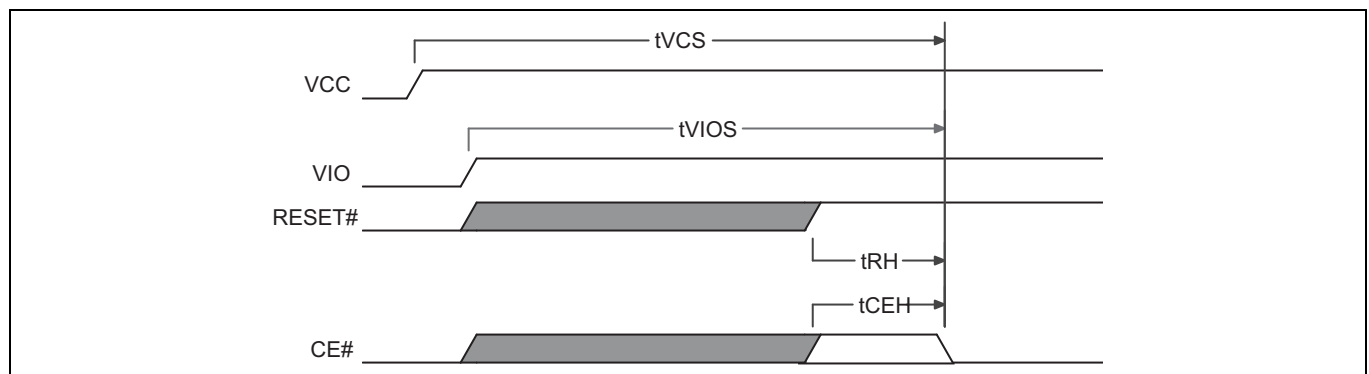 tVCS
VCC
tVIOS
VIO
RESET#
tRH
tCEH
CE#